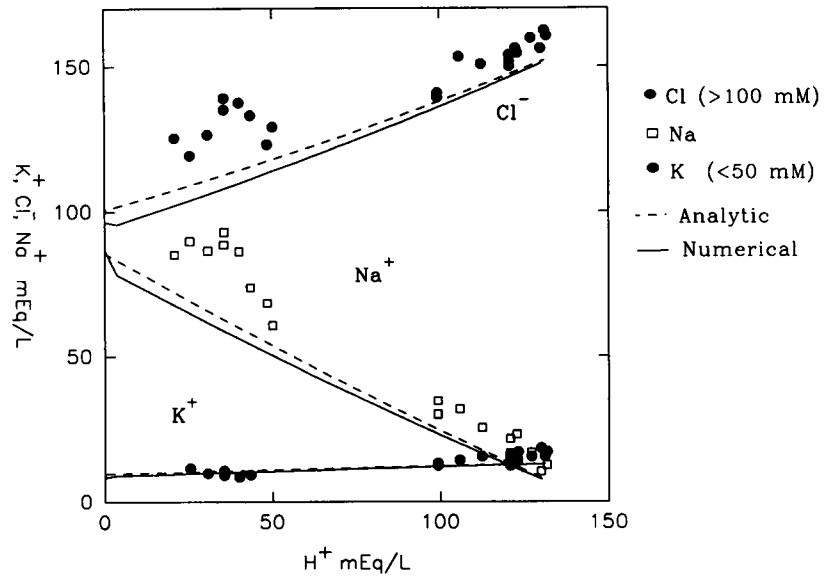 150
100
50
0
K⁺, Cl⁻, Na⁺ mEq/L
Cl⁻
Na⁺
K⁺
0
50
100
150
H⁺ mEq/L
Cl (>100 mM)
Na
K (<50 mM)
Analytic
Numerical